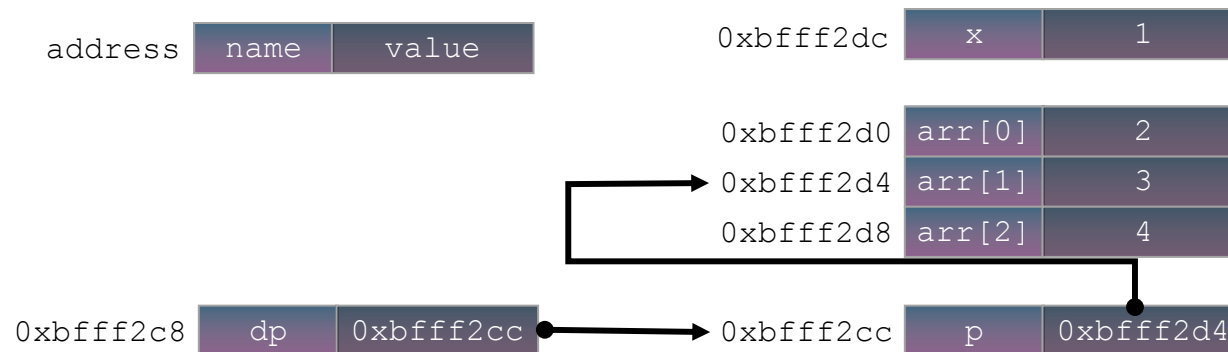 address name value
0xbfff2dc x 1
0xbfff2d0 arr[0] 2
0xbfff2d4 arr[1] 3
0xbfff2d8 arr[2] 4
0xbfff2c8 dp 0xbfff2cc
0xbfff2cc p 0xbfff2d4